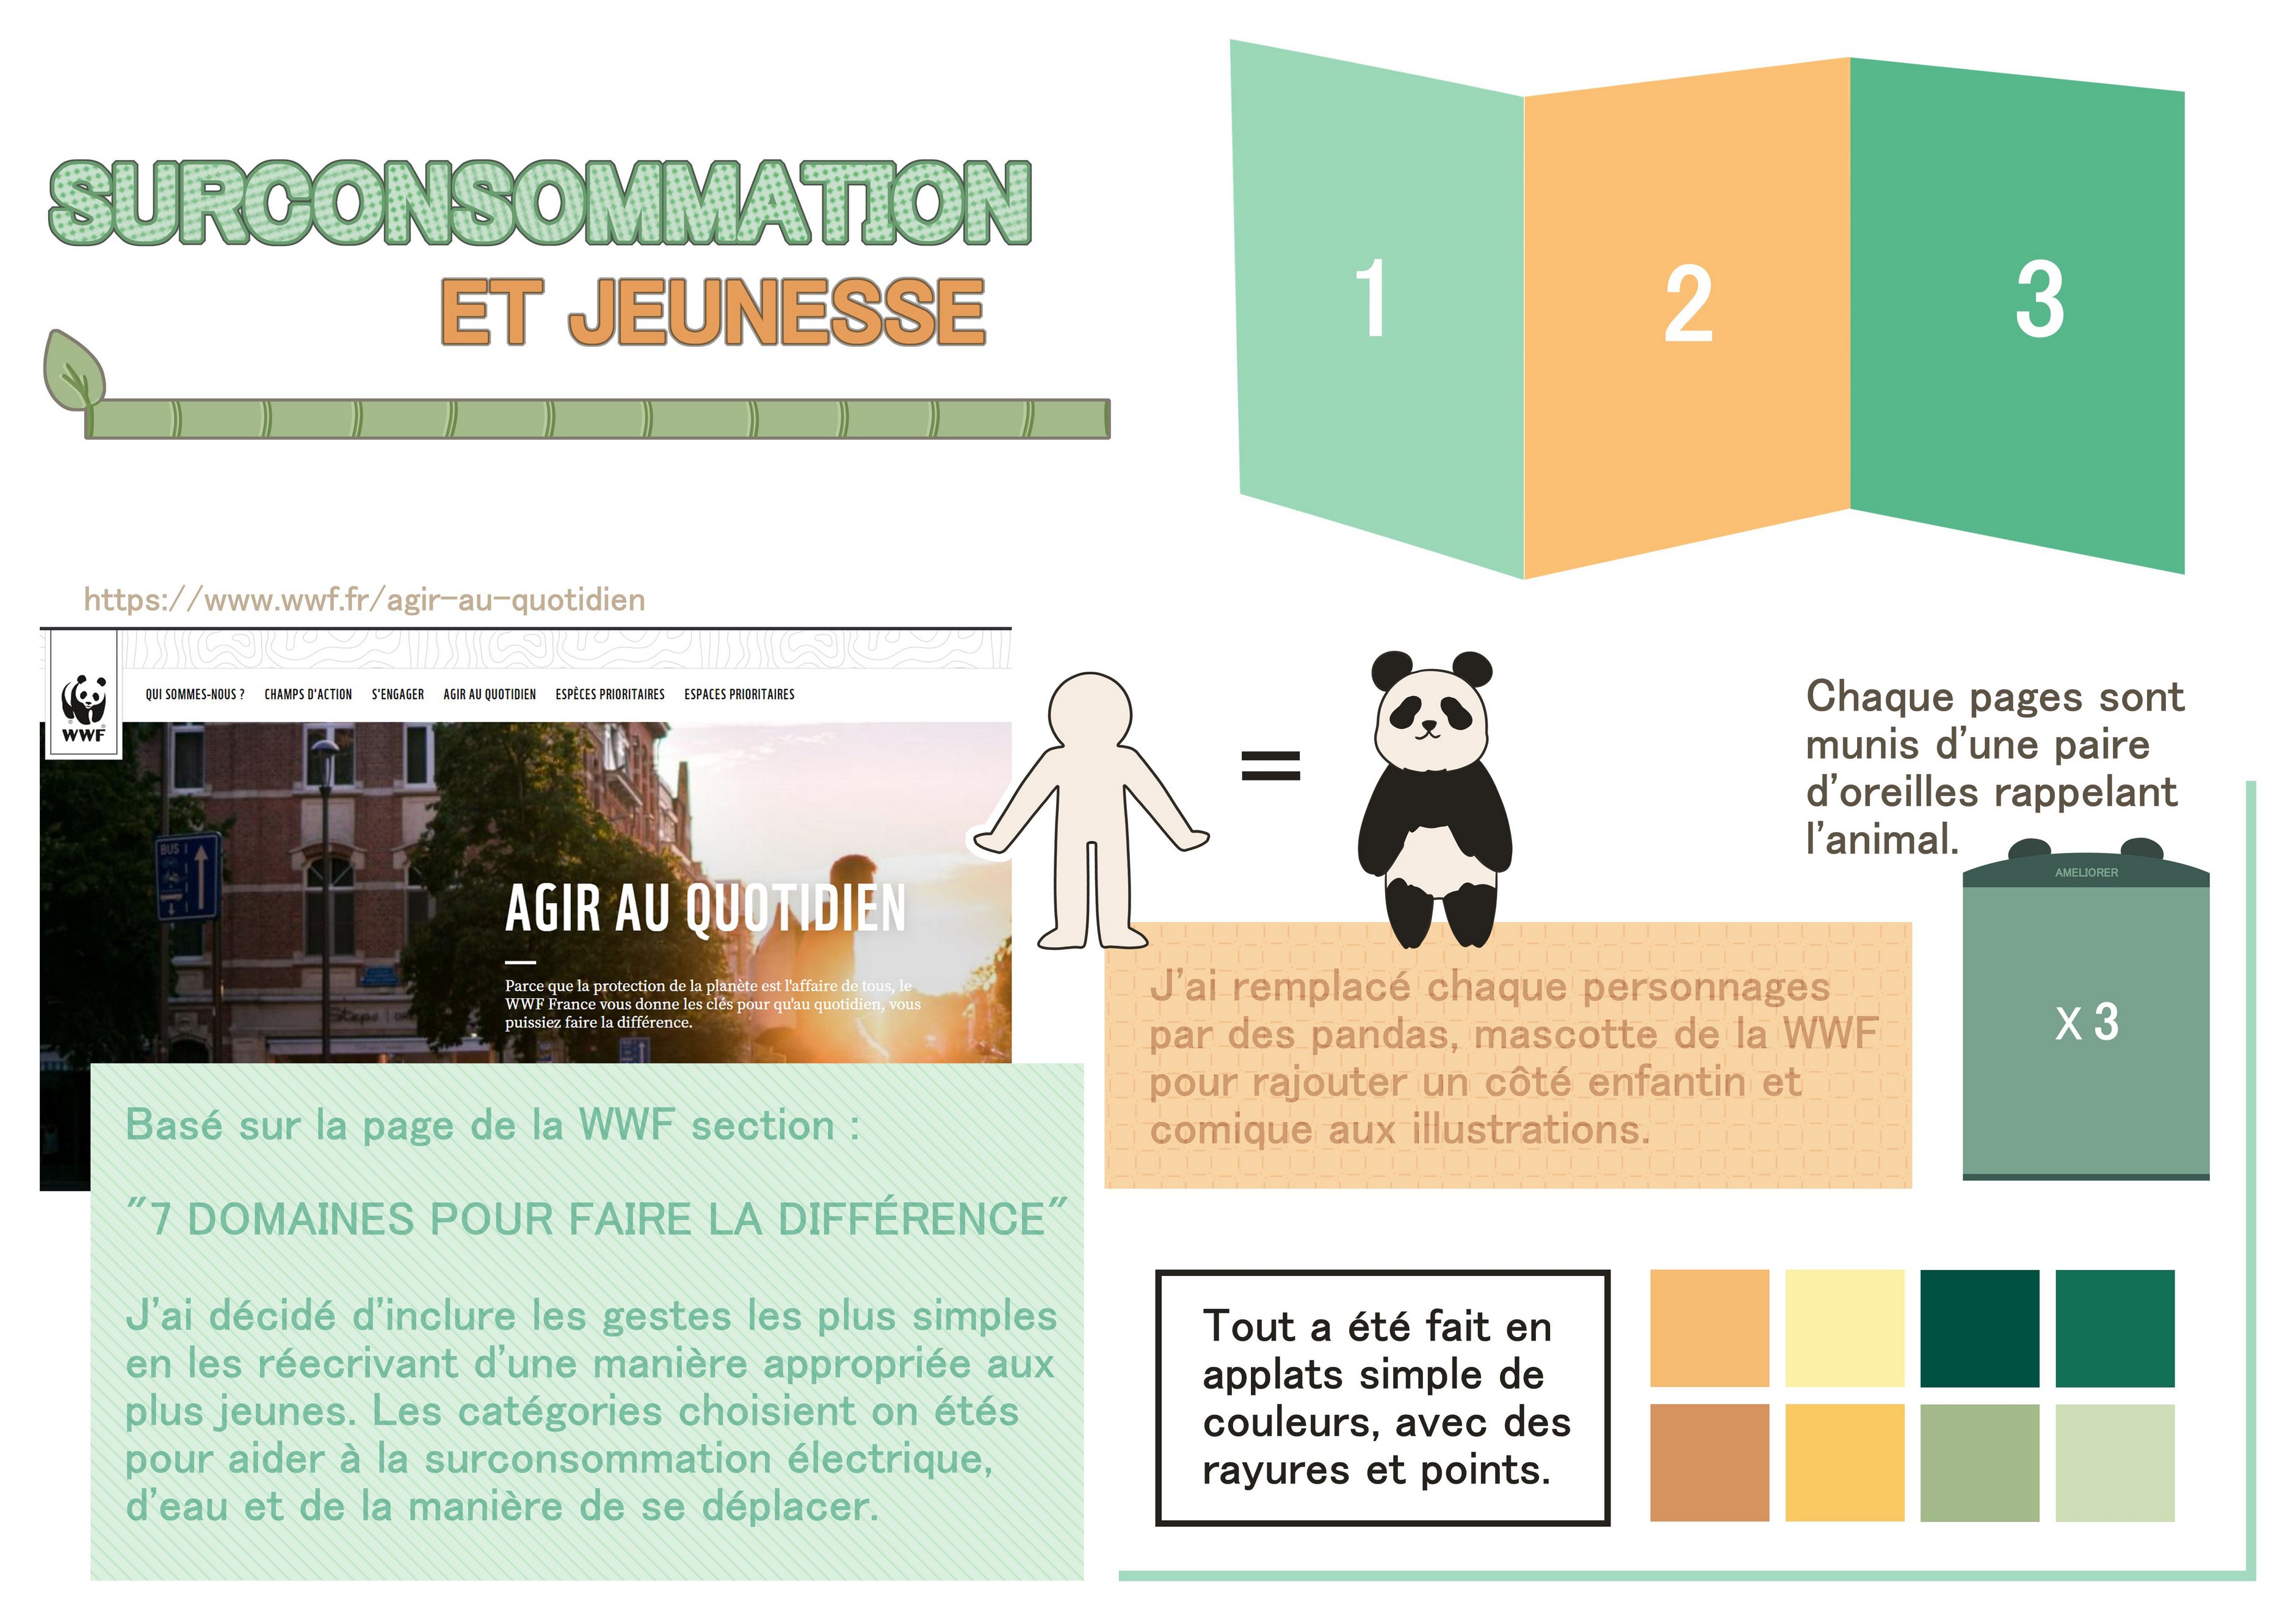 SURCONSOMMATION
ET JEUNESSE
1
2
3
https://www.wwf.fr/agir-au-quotidien
WWF
QUI SOMMES-NOUS ? CHAMPS D'ACTION S'ENGAGER AGIR AU QUOTIDIEN ESPÈCES PRIORITAIRES ESPACES PRIORITAIRES
BUS
AGIR AU QUOTIDIEN
Parce que la protection de la planète est l'affaire de tous, le
WWF France vous donne les clés pour qu'au quotidien, vous
puissiez faire la différence.
=
Chaque pages sont
munis d'une paire
d'oreilles rappelant
l'animal.
AMELIORER
X 3
J'ai remplacé chaque personnages
par des pandas, mascotte de la WWF
pour rajouter un côté enfantin et
comique aux illustrations.
Basé sur la page de la WWF section :
"7 DOMAINES POUR FAIRE LA DIFFÉRENCE"
J'ai décidé d'inclure les gestes les plus simples
en les réecrivant d'une manière appropriée aux
plus jeunes. Les catégories choisient on étés
pour aider à la surconsommation électrique,
d'eau et de la manière de se déplacer.
Tout a été fait en
applats simple de
couleurs, avec des
rayures et points.